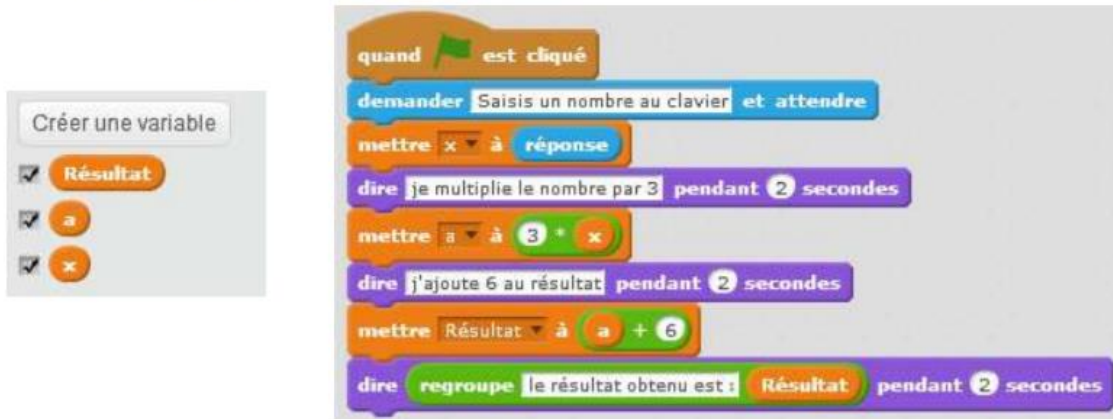 Créer une variable
Résultat
a
x
quand est cliqué
demander Saisis un nombre au clavier et attendre
mettre x à réponse
dire je multiplie le nombre par 3 pendant 2 secondes
mettre a à 3 * x
dire j'ajoute 6 au résultat pendant 2 secondes
mettre Résultat à a + 6
dire regroupe le résultat obtenu est : Résultat pendant 2 secondes